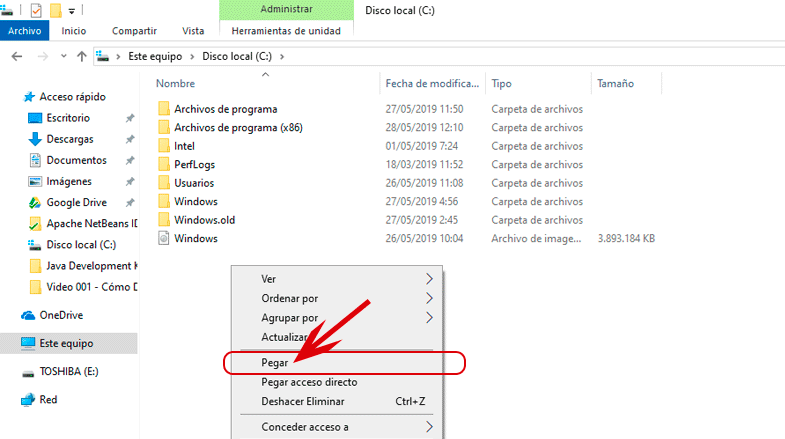 Administrar
Disco local (C:)
Archivo Inicio Compartir Vista Herramientas de unidad
Este equipo Disco local (C:)
Nombre Fecha de modifica... Tipo Tamaño
Acceso rápido
Escritorio
Descargas
Documentos
Imágenes
Google Drive
Apache NetBeans ID
Disco local (C:)
Java Development K
Video 001 - Cómo D
OneDrive
Este equipo
TOSHIBA (E:)
Red
Archivos de programa 27/05/2019 11:50 Carpeta de archivos
Archivos de programa (x86) 28/05/2019 12:10 Carpeta de archivos
Intel 01/05/2019 7:24 Carpeta de archivos
PerfLogs 18/03/2019 11:52 Carpeta de archivos
Usuarios 26/05/2019 11:08 Carpeta de archivos
Windows 27/05/2019 4:56 Carpeta de archivos
Windows.old 27/05/2019 2:45 Carpeta de archivos
Windows 26/05/2019 10:04 Archivo de image... 3.893.184 KB
Ver
Ordenar por
Agrupar por
Actualizar
Pegar
Pegar acceso directo
Deshacer Eliminar Ctrl+Z
Conceder acceso a